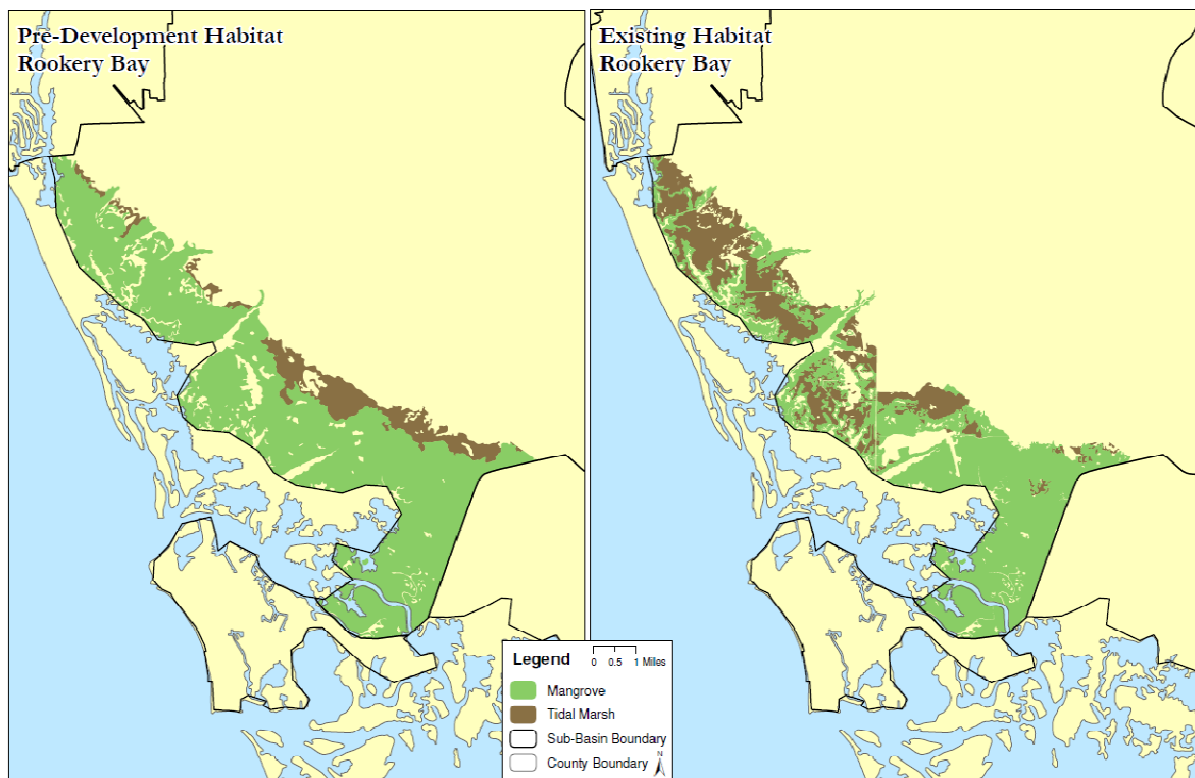 Pre-Development Habitat
Rookery Bay
Existing Habitat
Rookery Bay
Legend
0 0.5 1 Miles
Mangrove
Tidal Marsh
Sub-Basin Boundary
County Boundary
N